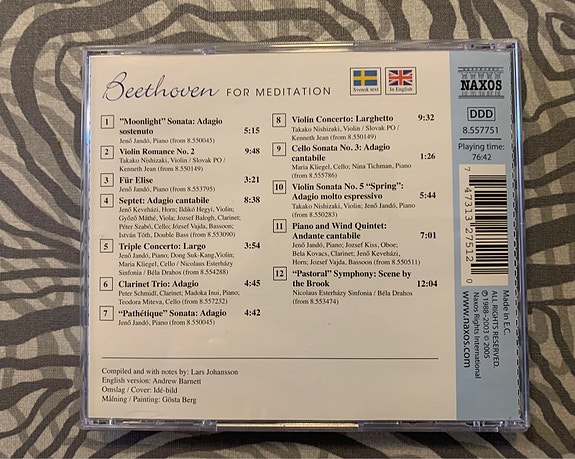 Beethoven FOR MEDITATION
Svensk text
In English
1 "Moonlight" Sonata: Adagio
sostenuto 5:15
Jenő Jandó, Piano (from 8.550045)
2 Violin Romance No. 2 9:48
Takako Nishizaki, Violin / Slovak PO /
Kenneth Jean (from 8.550149)
3 Für Elise 3:21
Jenő Jandó, Piano (from 8.553795)
4 Septet: Adagio cantabile 8:38
Jenő Keveházi, Horn; Ildikó Hegyi, Violin;
Győző Máthé, Viola; Jozsef Balogh, Clarinet;
Péter Szabó, Cello; József Vajda, Bassoon;
István Tóth, Double Bass (from 8.553090)
5 Triple Concerto: Largo 3:54
Jenő Jandó, Piano; Dong Suk-Kang, Violin;
Maria Kliegel, Cello / Nicolaus Esterházy
Sinfonia / Béla Drahos (from 8.554288)
6 Clarinet Trio: Adagio 4:45
Peter Schmidl, Clarinet; Madoka Inui, Piano;
Teodora Miteva, Cello (from 8.557232)
7 "Pathétique" Sonata: Adagio 4:42
Jenő Jandó, Piano (from 8.550045)
8 Violin Concerto: Larghetto 9:32
Takako Nishizaki, Violin / Slovak PO /
Kenneth Jean (from 8.550149)
9 Cello Sonata No. 3: Adagio
cantabile 1:26
Maria Kliegel, Cello; Nina Tichman, Piano
(from 8.555786)
10 Violin Sonata No. 5 "Spring":
Adagio molto espressivo 5:44
Takako Nishizaki, Violin; Jenő Jandó, Piano
(from 8.550283)
11 Piano and Wind Quintet:
Andante cantabile 7:01
Jenő Jandó, Piano; Jozsef Kiss, Oboe;
Bela Kovacs, Clarinet; Jenő Keveházi,
Horn; József Vajda, Bassoon (from 8.550511)
12 "Pastoral" Symphony: Scene by
the Brook 12:04
Nicolaus Esterházy Sinfonia / Béla Drahos
(from 8.553474)
Compiled and with notes by: Lars Johansson
English version: Andrew Barnett
Omslag / Cover: Idé-bild
Målning / Painting: Gösta Berg
NAXOS
DDD
8.557751
Playing time:
76:42
7 47313 27512 0
Made in E.C.
ALL RIGHTS RESERVED.
℗ 1988–2003 © 2005
Naxos Rights International
www.naxos.com